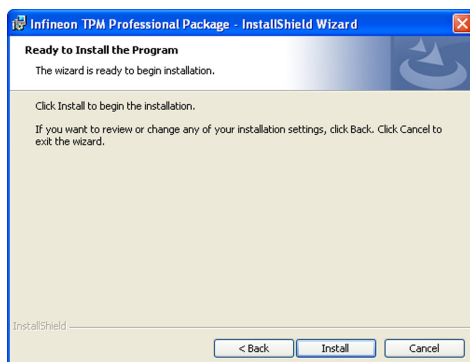 Infineon TPM Professional Package - InstallShield Wizard
Ready to Install the Program
The wizard is ready to begin installation.
Click Install to begin the installation.
If you want to review or change any of your installation settings, click Back. Click Cancel to
exit the wizard.
InstallShield
< Back
Install
Cancel